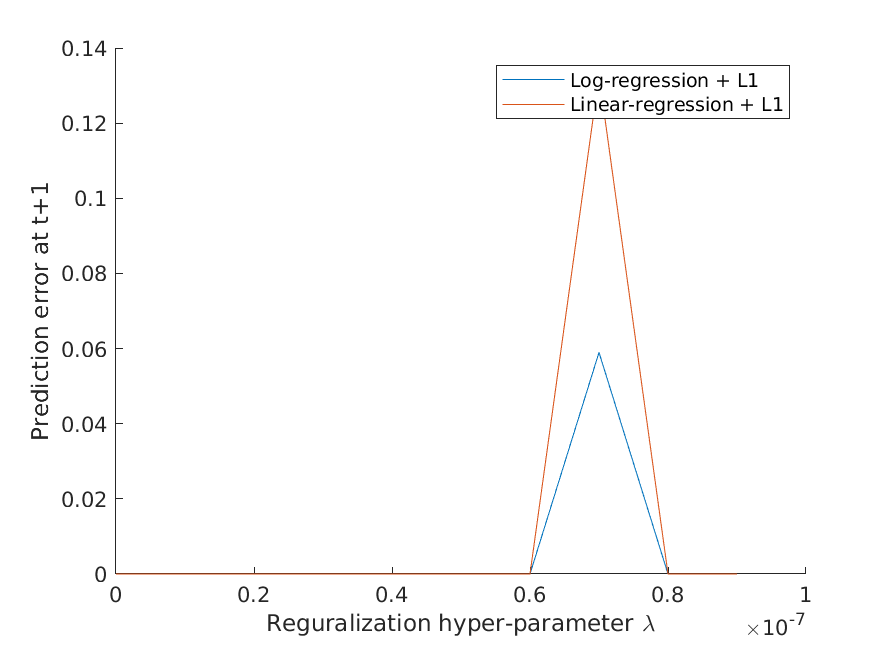 0.14
0.12
0.1
0.08
0.06
0.04
0.02
0
Prediction error at t+1
Log-regression + L1
Linear-regression + L1
0 0.2 0.4 0.6 0.8 1
×10⁻⁷
Reguralization hyper-parameter λ